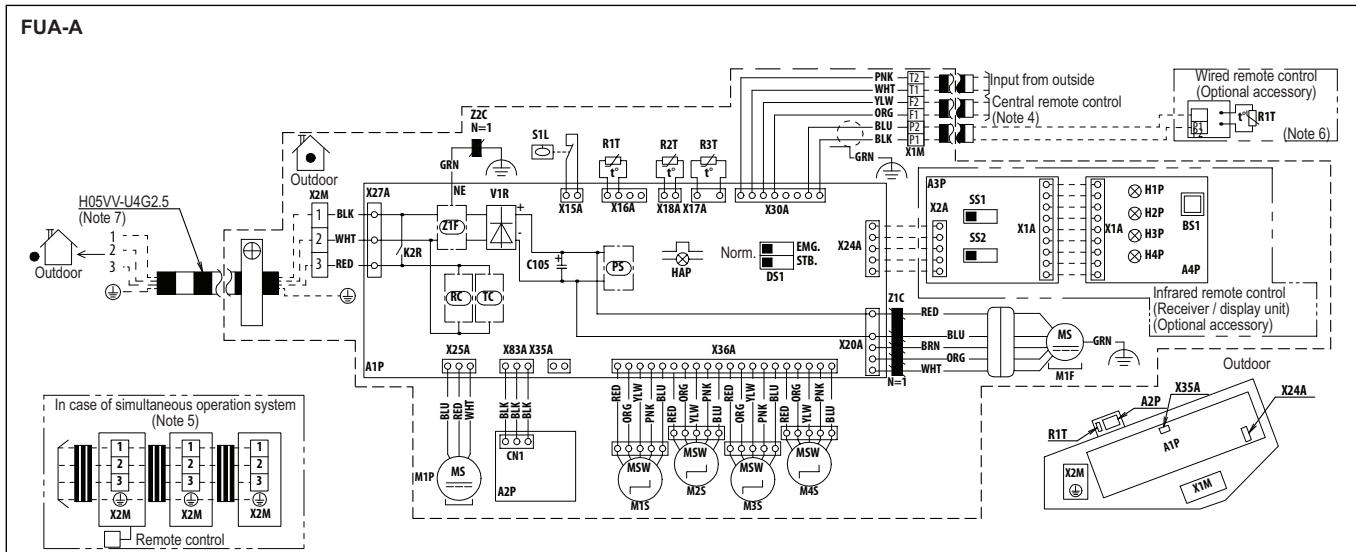 FUA-A
Outdoor
H05VV-U4G2.5
(Note 7)
1
2
3
Outdoor
X2M
1
2
3
BLK
WHT
RED
X27A
K2R
Z2C
N=1
GRN
NE
Z1F
V1R
+
-
C105
RC
TC
PS
HAP
S1L
X15A
R1T
t°
X16A
R2T
t°
X18A
R3T
t°
X17A
Norm.
EMG.
STB.
DS1
X30A
PNK
WHT
YLW
ORG
BLU
BLK
GRN
T2
T1
F2
F1
P2
P1
X1M
Input from outside
Central remote control
(Note 4)
Wired remote control
(Optional accessory)
P1
P2
t°
R1T
(Note 6)
X24A
A3P
X2A
SS1
SS2
X1A
X1A
H1P
H2P
H3P
H4P
BS1
A4P
Infrared remote control
(Receiver / display unit)
(Optional accessory)
Z1C
X20A
N=1
RED
BLU
BRN
ORG
WHT
MS
M1F
GRN
A1P
X25A
BLU
RED
WHT
M1P
MS
X83A
X35A
BLK
BLK
BLK
CN1
A2P
X36A
RED
ORG
YLW
PNK
BLU
RED
ORG
YLW
PNK
BLU
RED
ORG
YLW
PNK
BLU
RED
ORG
YLW
PNK
BLU
MSW
M1S
MSW
M2S
MSW
M3S
MSW
M4S
In case of simultaneous operation system
(Note 5)
1
2
3
X2M
1
2
3
X2M
1
2
3
X2M
Remote control
Outdoor
X35A
X24A
A2P
R1T
A1P
X2M
X1M